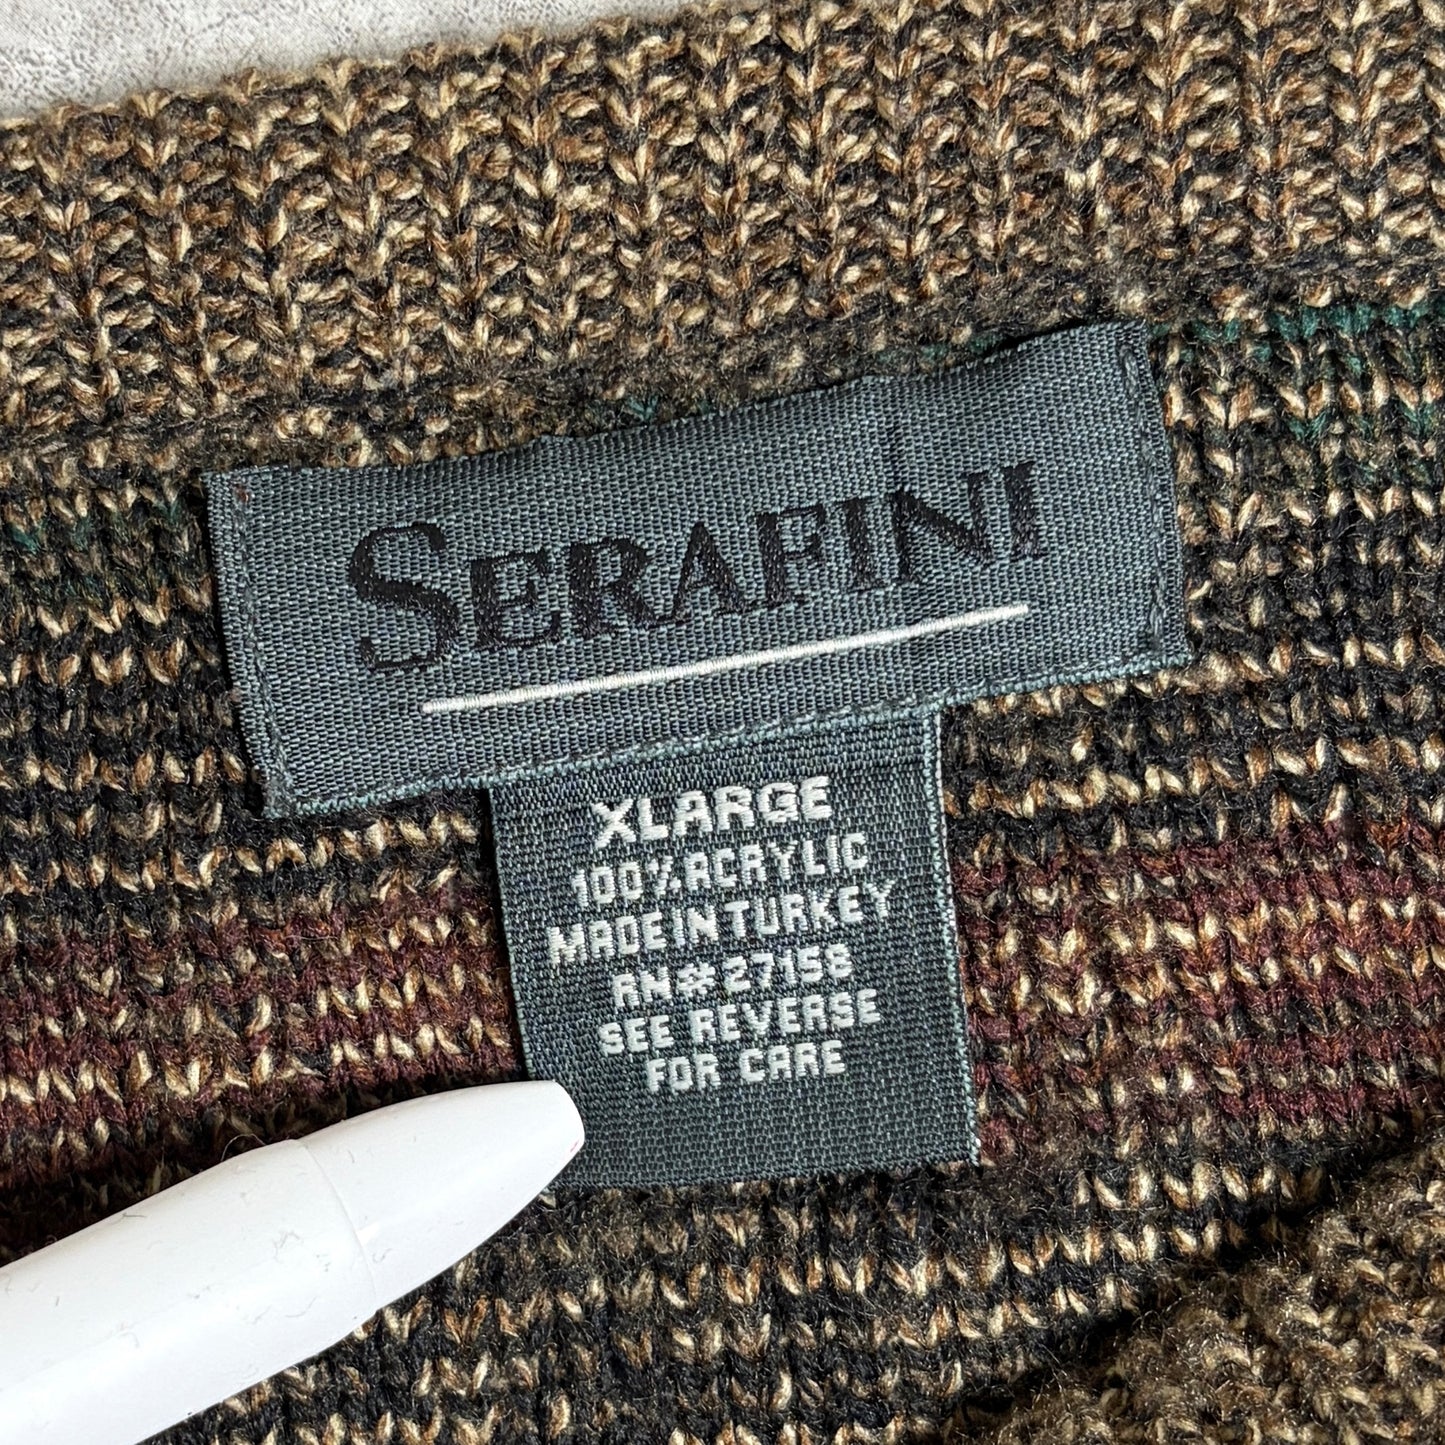 SERAFINI
XLARGE
100% ACRYLIC
MADE IN TURKEY
RN# 27158
SEE REVERSE
FOR CARE